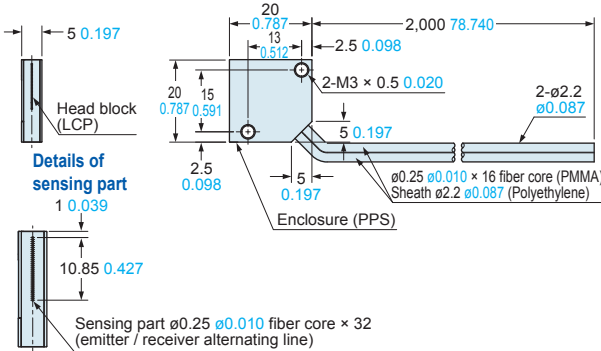 5 0.197
Head block
(LCP)
Details of
sensing part
1 0.039
10.85 0.427
Sensing part ø0.25 ø0.010 fiber core × 32
(emitter / receiver alternating line)
20
0.787
13
0.512
2.5 0.098
2,000 78.740
2-M3 × 0.5 0.020
20
0.787
15
0.591
2.5
0.098
5 0.197
5
0.197
2-ø2.2
ø0.087
ø0.25 ø0.010 × 16 fiber core (PMMA)
Sheath ø2.2 ø0.087 (Polyethylene)
Enclosure (PPS)